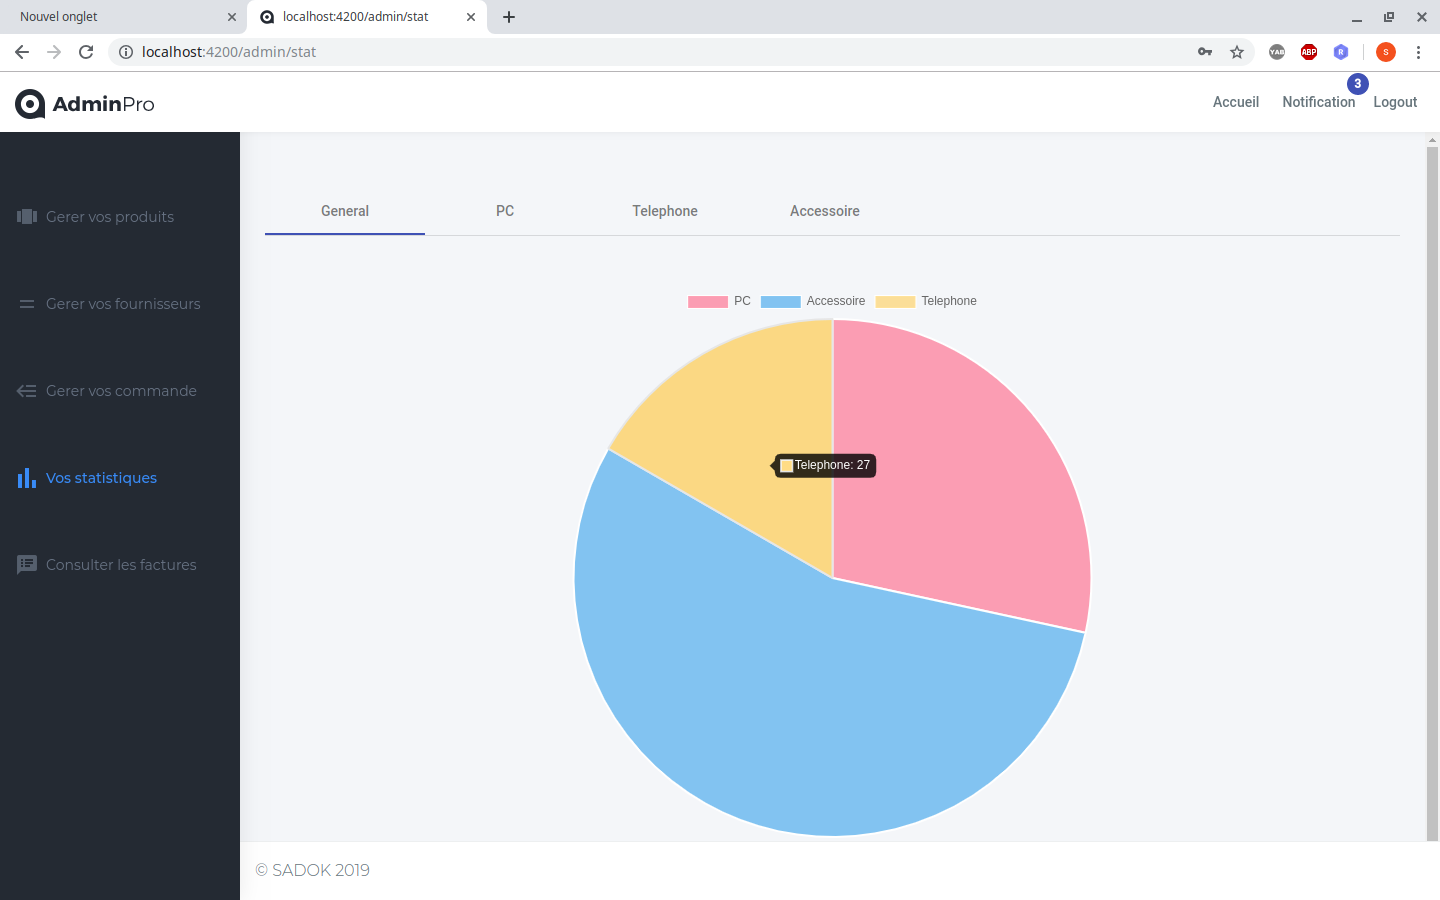 Nouvel onglet
localhost:4200/admin/stat
localhost:4200/admin/stat
YAB
ABP
R
S
AdminPro
Accueil
Notification
3
Logout
Gerer vos produits
Gerer vos fournisseurs
Gerer vos commande
Vos statistiques
Consulter les factures
General
PC
Telephone
Accessoire
PC
Accessoire
Telephone
Telephone: 27
© SADOK 2019